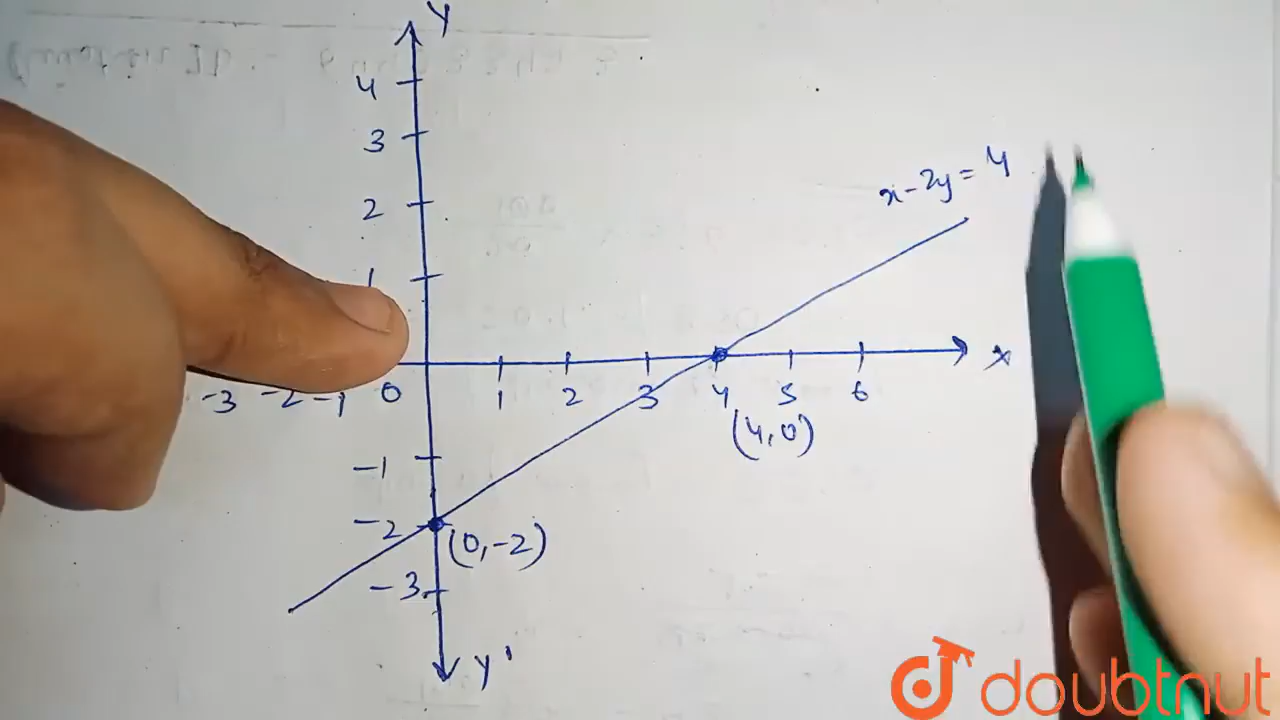 Y
4
3
2
1
x-2y=4
-3 -2 -1 0 1 2 3 4 5 6 X
(4,0)
-1
-2 (0,-2)
-3
Y'
doubtnut